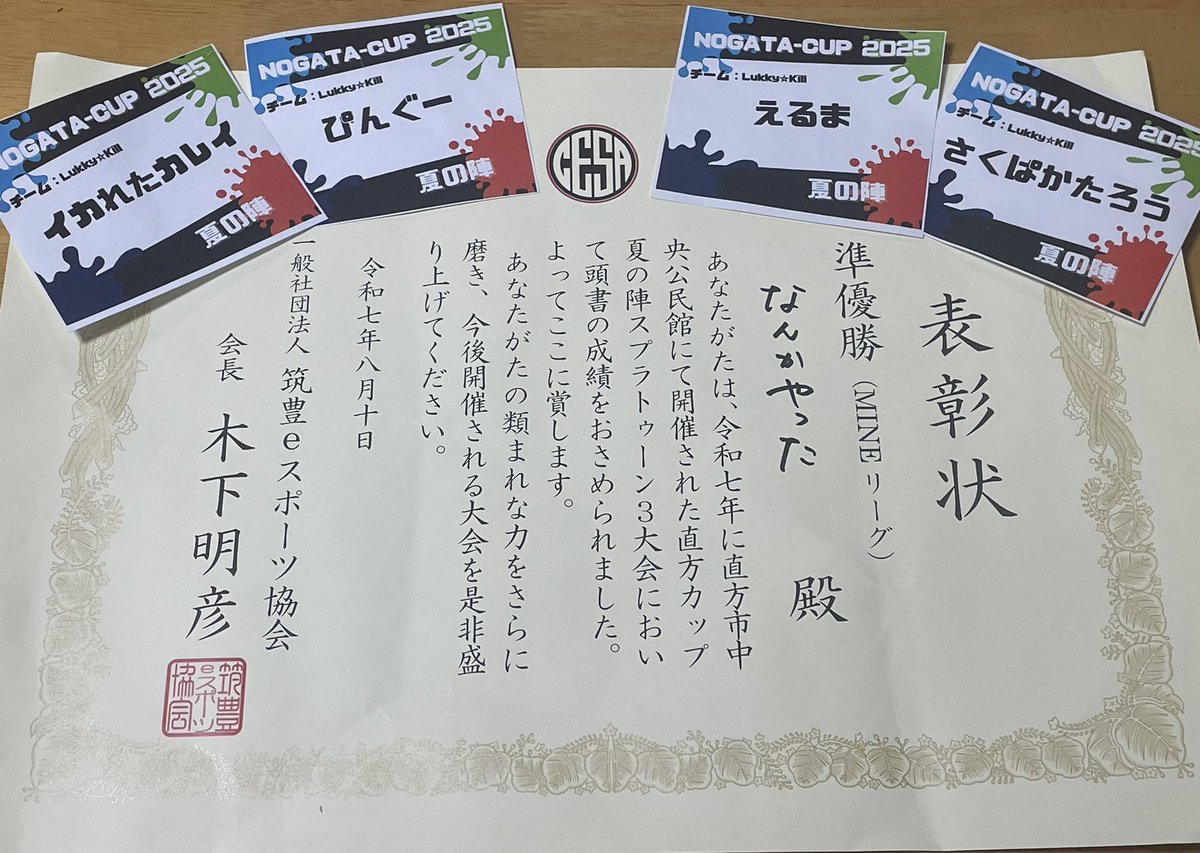 NOGATA-CUP 2025
チーム：Lukky☆Kill
イカれたカレイ
夏の陣
NOGATA-CUP 2025
チーム：Lukky☆Kill
ぴんぐー
夏の陣
CESA
NOGATA-CUP 2025
チーム：Lukky☆Kill
えるま
夏の陣
NOGATA-CUP 2025
チーム：Lukky☆Kill
さくぱかたろう
夏の陣
表彰状
準優勝（MINEリーグ）
なんかやった 殿
あなたがたは、令和七年に直方市中
央公民館にて開催された直方カップ
夏の陣スプラトゥーン３大会におい
て頭書の成績をおさめられました。
よってここに賞します。
あなたがたの類まれな力をさらに
磨き、今後開催される大会を是非盛
り上げてください。
令和七年八月十日
一般社団法人 筑豊eスポーツ協会
会長 木下明彦
筑豊
eスポーツ
協会